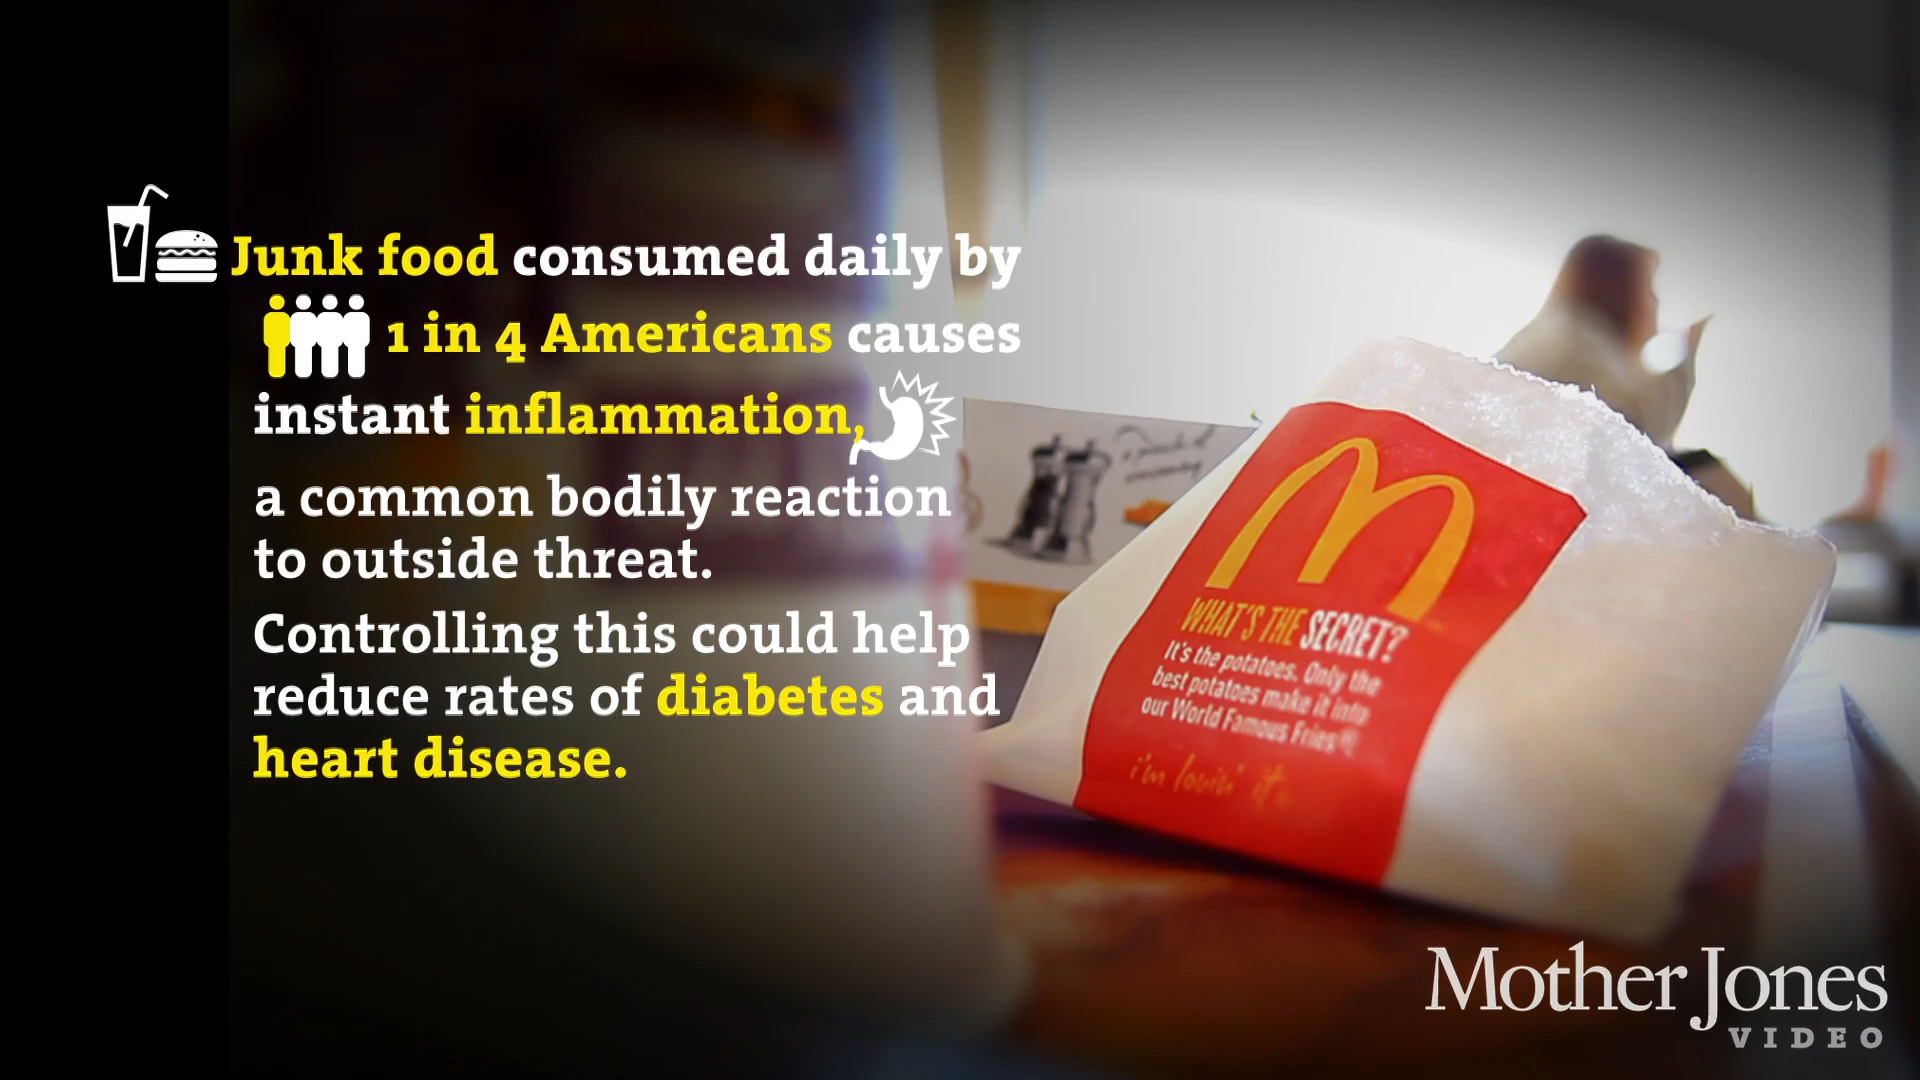 Junk food consumed daily by
1 in 4 Americans causes
instant inflammation,
a common bodily reaction
to outside threat.
Controlling this could help
reduce rates of diabetes and
heart disease.
WHAT'S THE SECRET?
It's the potatoes. Only the
best potatoes make it into
our World Famous Fries®
i'm lovin' it
Mother Jones
VIDEO